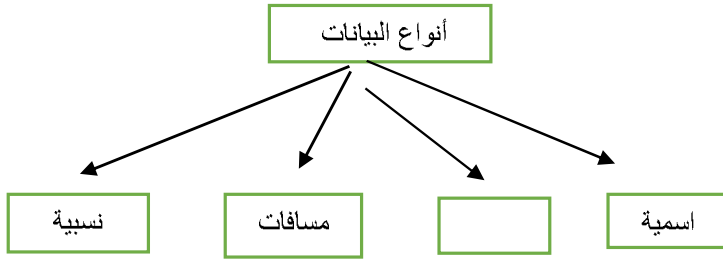 أنواع البيانات
اسمية
مسافات
نسبية